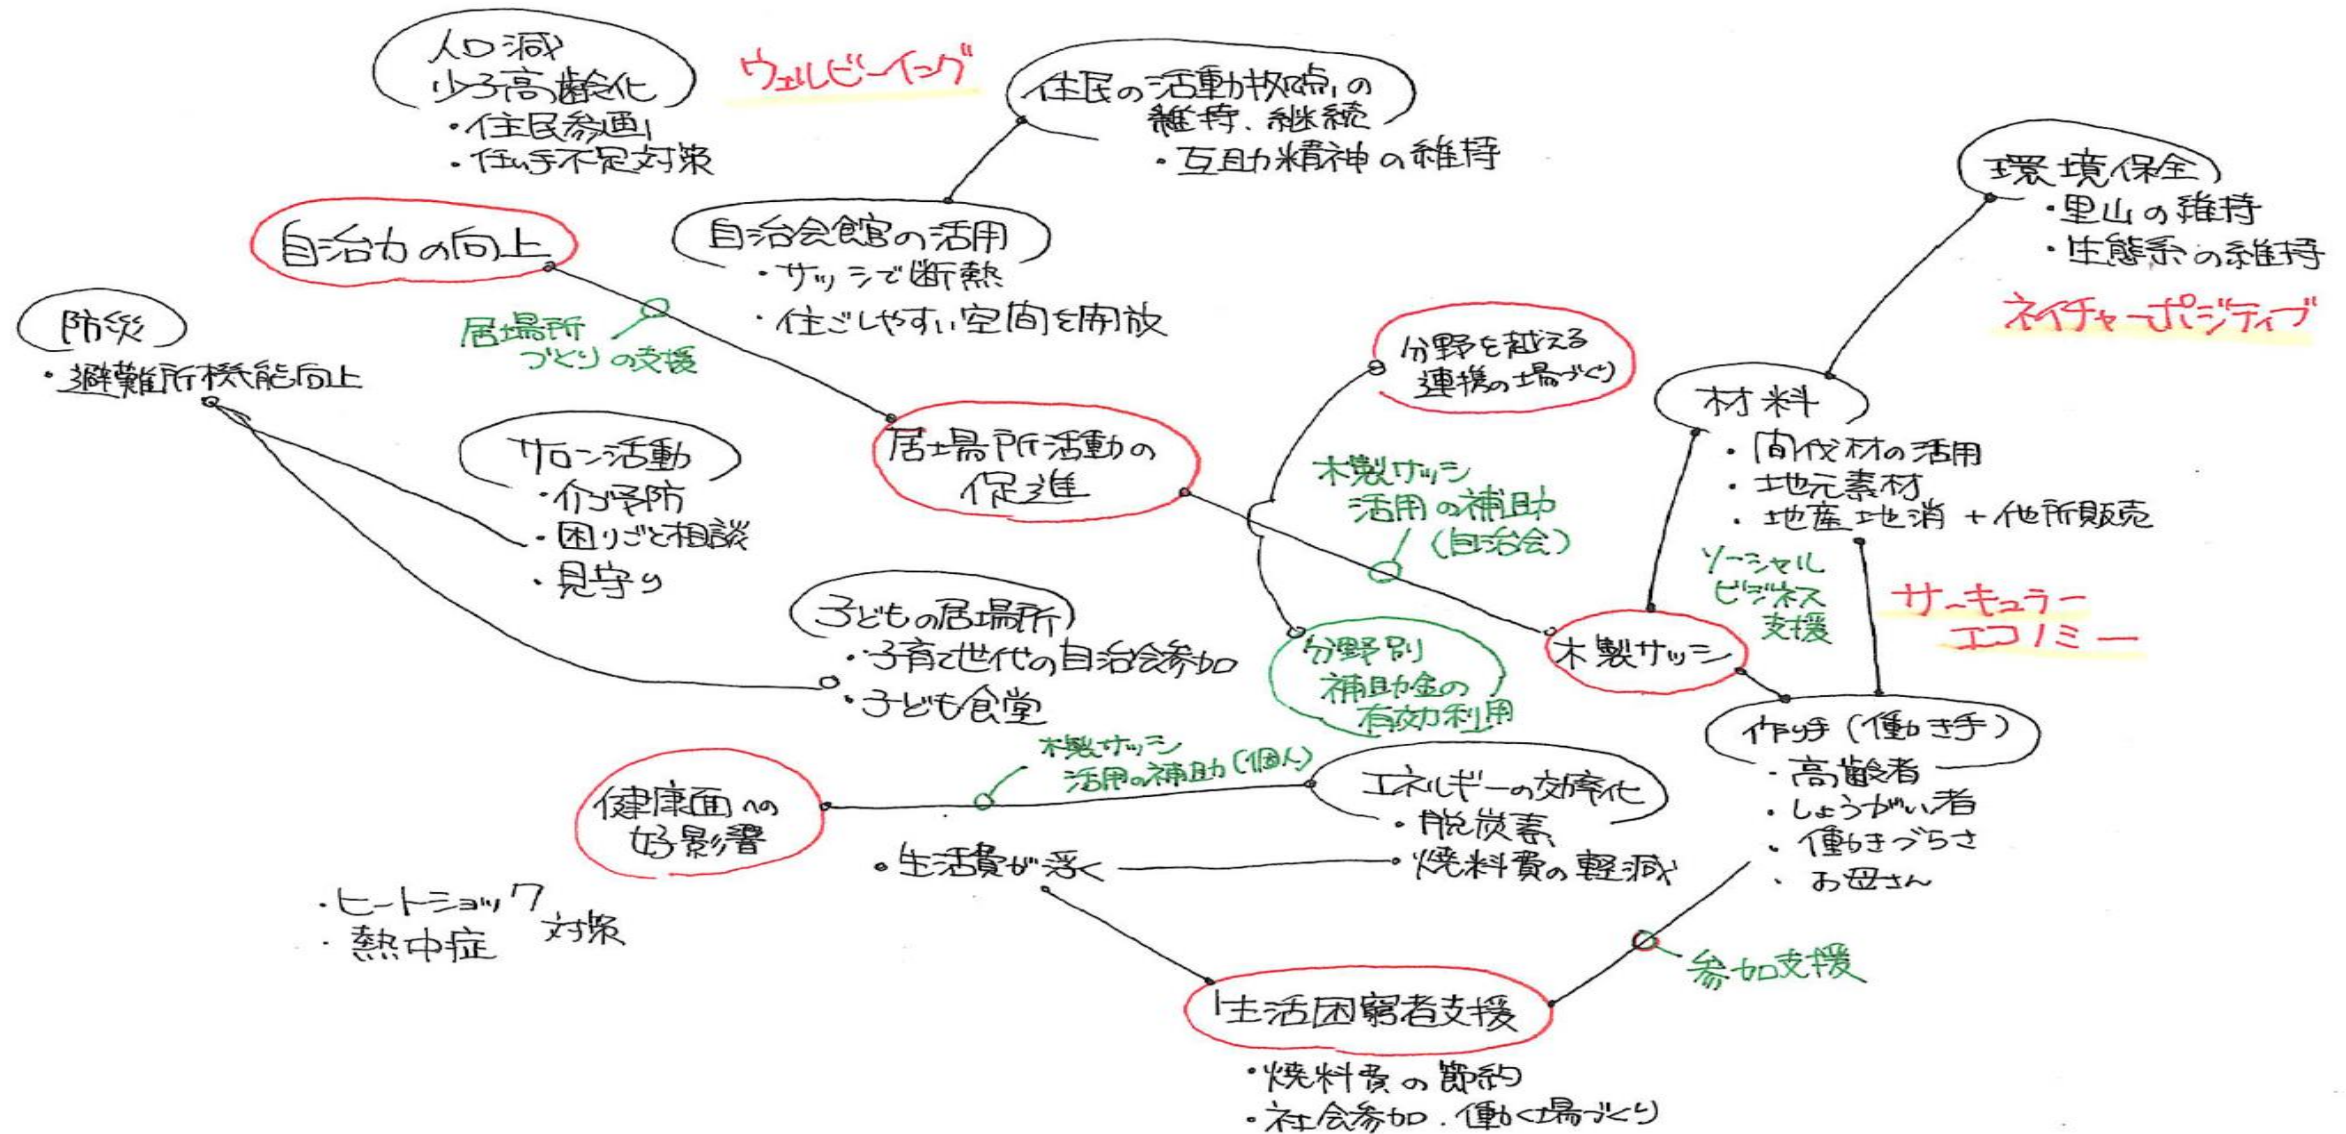 人口減
少子高齢化
・住民参画
・担い手不足対策
ウェルビーイング
住民の活動拠点の
維持、継続
・互助精神の維持
環境保全
・里山の維持
・生態系の維持
ネイチャーポジティブ
自治力の向上
自治会館の活用
・サッシで断熱
・住ごしやすい空間を開放
居場所
づくりの支援
防災
・避難所機能向上
分野を越える
連携の場づくり
材料
・間伐材の活用
・地元素材
・地産地消+他所販売
サロン活動
・介ゴ予防
・困りごと相談
・見守り
居場所活動の
促進
木製サッシ
活用の補助
(自治会)
ソーシャル
ビジネス
支援
サーキュラー
エコノミー
子どもの居場所
・子育て世代の自治会参加
・子ども食堂
分野別
補助金の
有効利用
木製サッシ
作り手(働き手)
・高齢者
・しょうがい者
・働きづらさ
・お母さん
健康面への
好影響
木製サッシ
活用の補助(個人)
エネルギーの効率化
・脱炭素
・燃料費の軽減
・生活費が浮く
・ヒートショック
・熱中症
対策
参加支援
生活困窮者支援
・燃料費の節約
・社会参加.働く場づくり